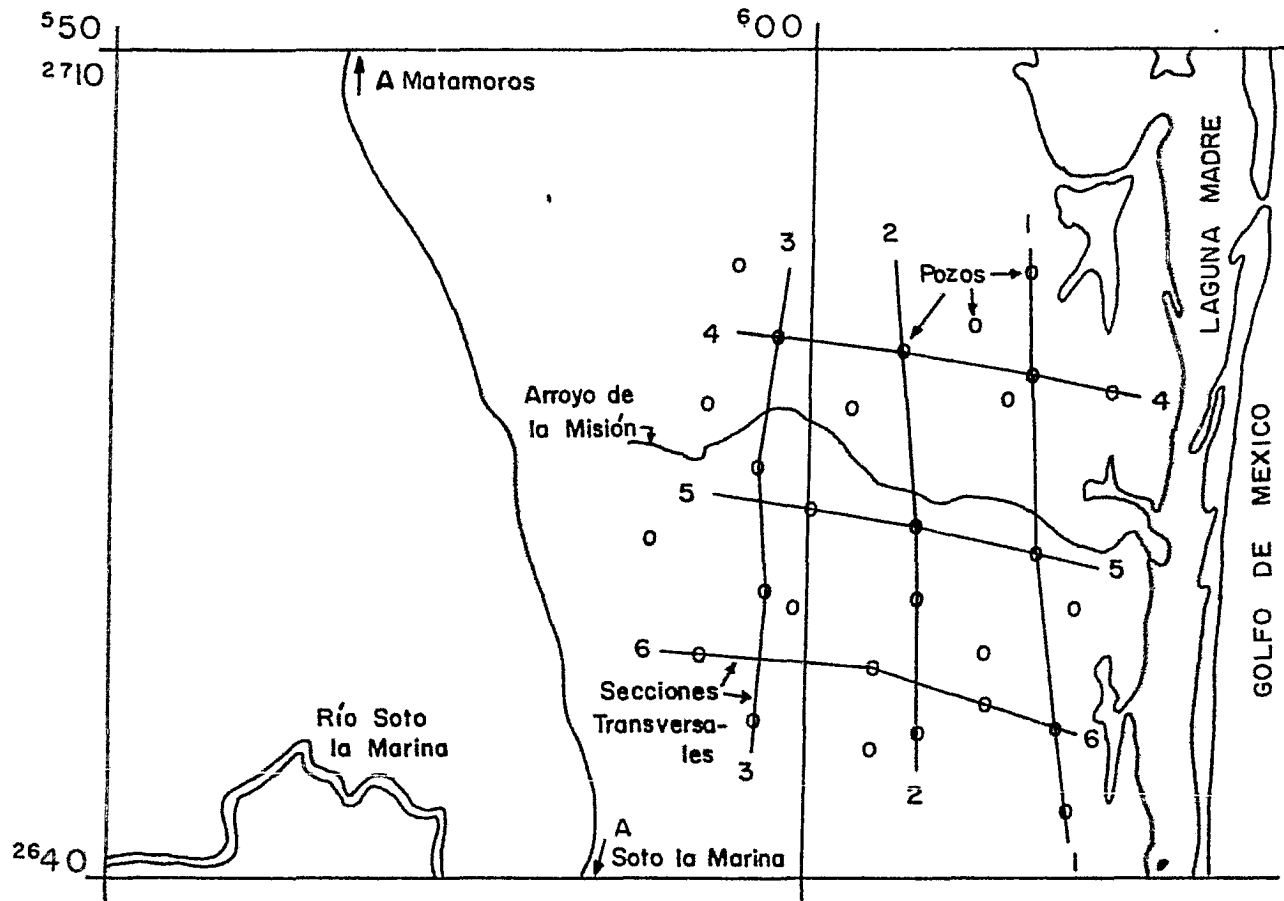 550
600
2710
A Matamoros
LAGUNA MADRE
GOLFO DE MEXICO
3
2
1
Pozos
4
4
Arroyo de
la Misión
5
5
6
6
Secciones
Transversa-
les
Río Soto
la Marina
3
2
1
A
Soto la Marina
2640